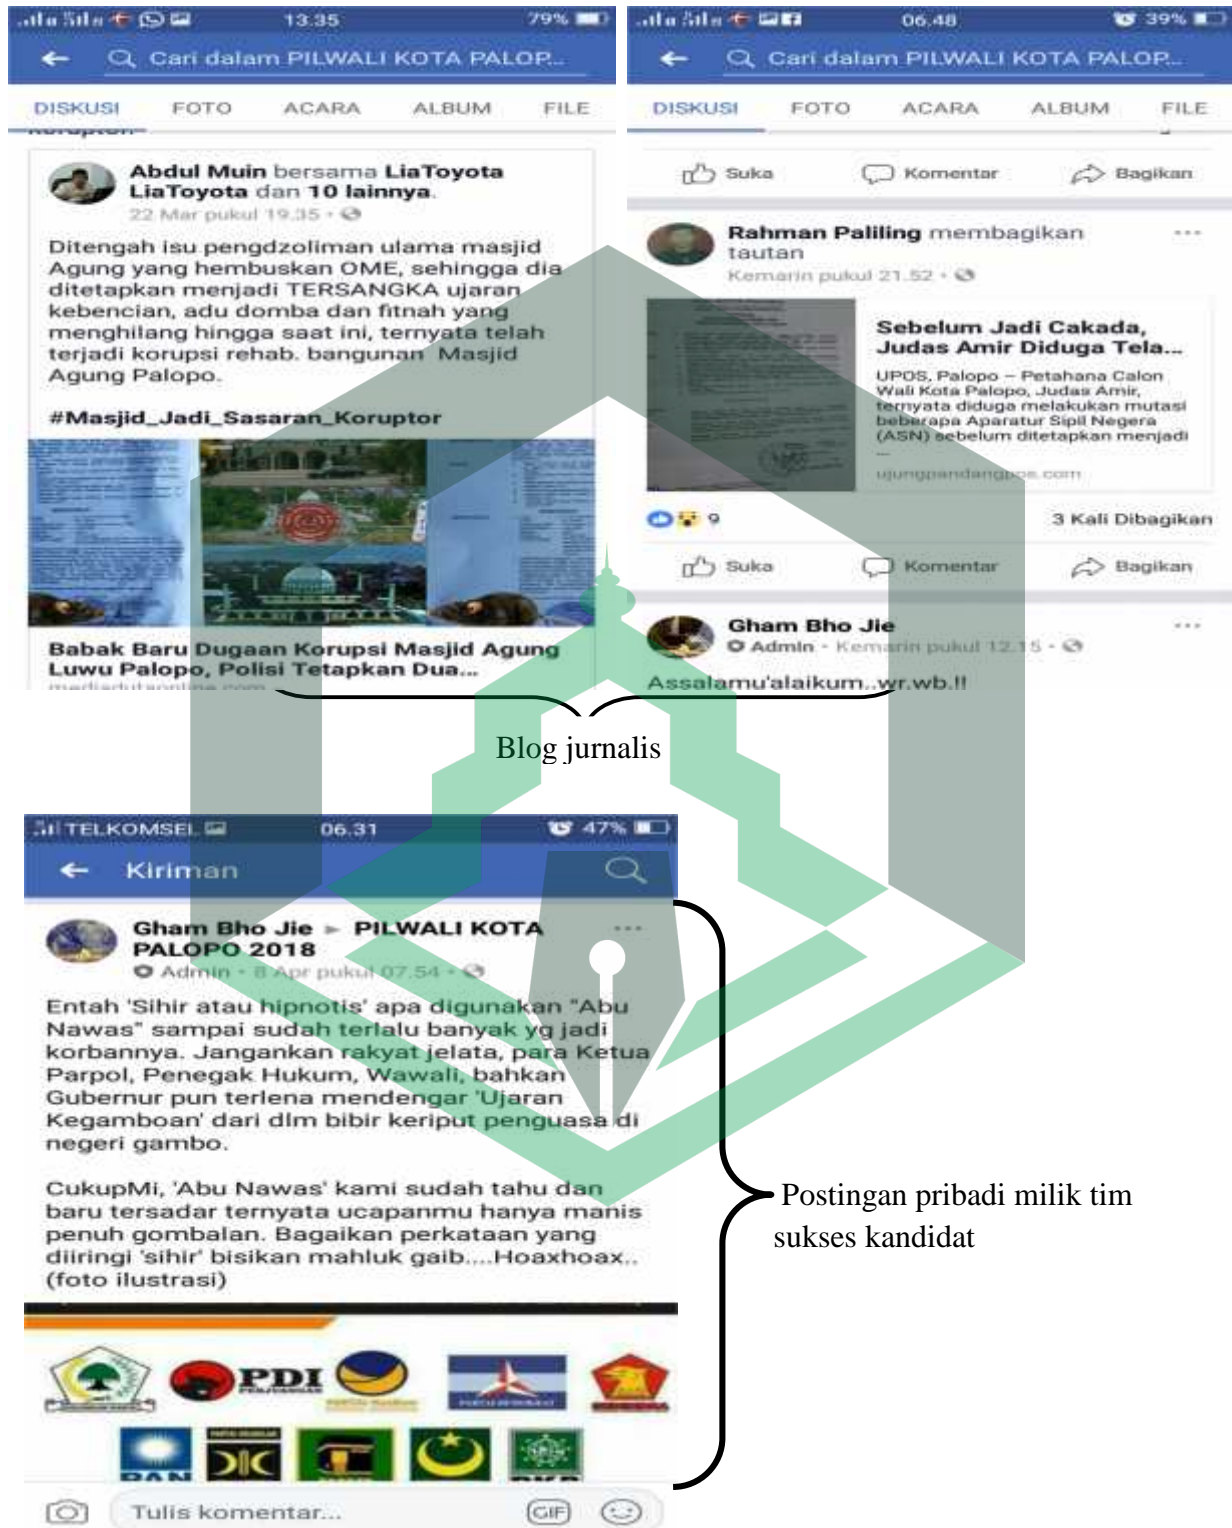 13.35
79%
Cari dalam PILWALI KOTA PALOP...
DISKUSI FOTO ACARA ALBUM FILE
Abdul Muin bersama LiaToyota
LiaToyota dan 10 lainnya.
22 Mar pukul 19.35
Ditengah isu pengdzoliman ulama masjid
Agung yang hembuskan OME, sehingga dia
ditetapkan menjadi TERSANGKA ujaran
kebencian, adu domba dan fitnah yang
menghilang hingga saat ini, ternyata telah
terjadi korupsi rehab. bangunan Masjid
Agung Palopo.
#Masjid_Jadi_Sasaran_Koruptor
Babak Baru Dugaan Korupsi Masjid Agung
Luwu Palopo, Polisi Tetapkan Dua...
06.48
39%
Cari dalam PILWALI KOTA PALOP...
DISKUSI FOTO ACARA ALBUM FILE
Suka Komentar Bagikan
Rahman Paliling membagikan
tautan
Kemarin pukul 21.52
Sebelum Jadi Cakada,
Judas Amir Diduga Tela...
UPOS, Palopo – Petahana Calon
Wali Kota Palopo, Judas Amir,
ternyata diduga melakukan mutasi
beberapa Aparatur Sipil Negera
(ASN) sebelum ditetapkan menjadi
...
ujungpandangpos.com
9
3 Kali Dibagikan
Suka Komentar Bagikan
Gham Bho Jie
Admin · Kemarin pukul 12.15
Assalamu'alaikum..wr.wb.!!
Blog jurnalis
TELKOMSEL
06.31
47%
Kiriman
Gham Bho Jie ► PILWALI KOTA
PALOPO 2018
Admin · 8 Apr pukul 07.54
Entah 'Sihir atau hipnotis' apa digunakan "Abu
Nawas" sampai sudah terlalu banyak yg jadi
korbannya. Jangankan rakyat jelata, para Ketua
Parpol, Penegak Hukum, Wawali, bahkan
Gubernur pun terlena mendengar 'Ujaran
Kegamboan' dari dlm bibir keriput penguasa di
negeri gambo.
CukupMi, 'Abu Nawas' kami sudah tahu dan
baru tersadar ternyata ucapanmu hanya manis
penuh gombalan. Bagaikan perkataan yang
diiringi 'sihir' bisikan mahluk gaib....Hoaxhoax..
(foto ilustrasi)
PDI
PERJUANGAN
PAN
PKB
Tulis komentar...
GIF
Postingan pribadi milik tim
sukses kandidat